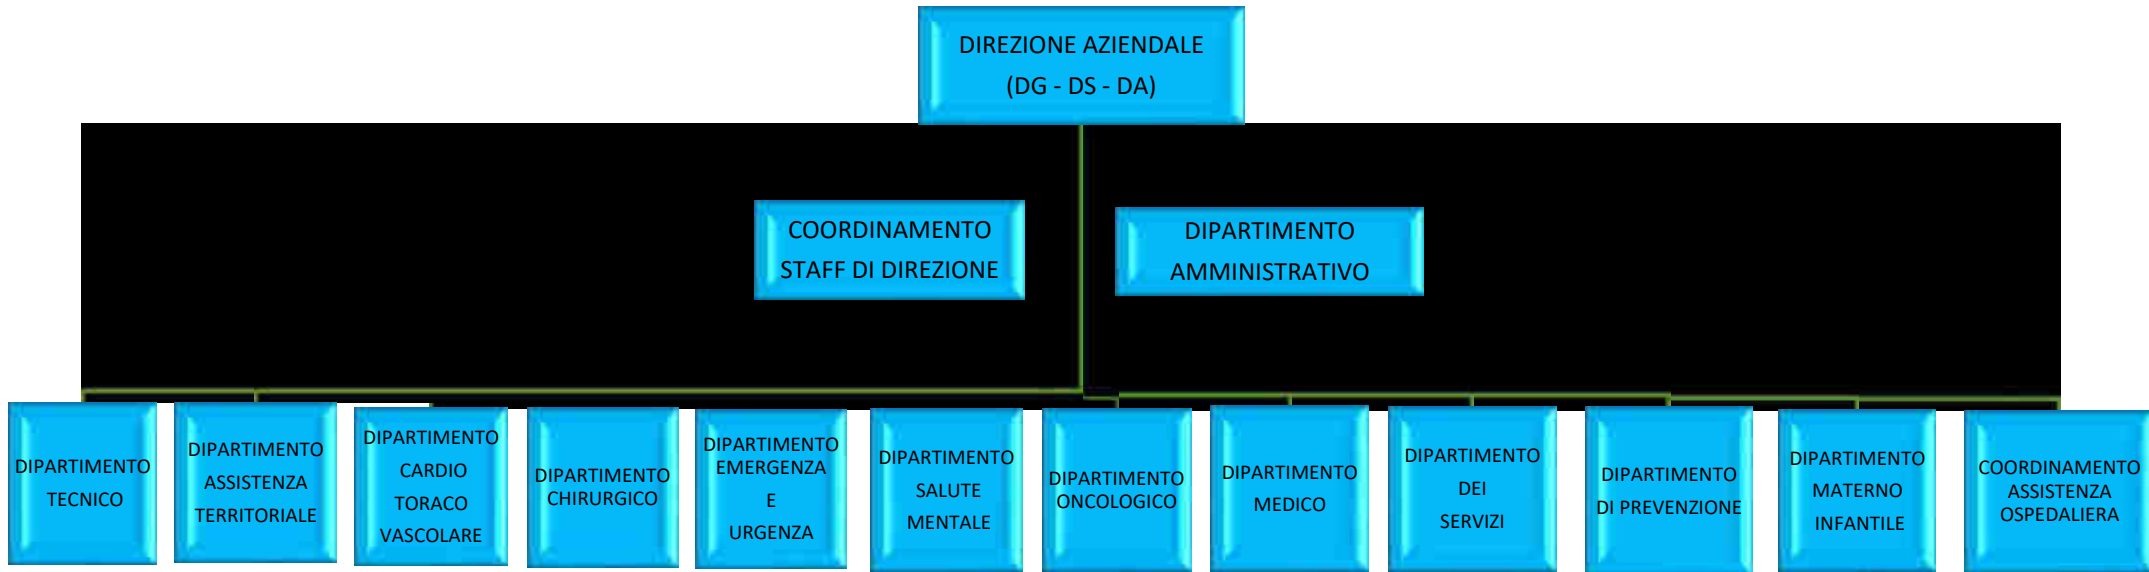 DIREZIONE AZIENDALE
(DG - DS - DA)
COORDINAMENTO
STAFF DI DIREZIONE
DIPARTIMENTO
AMMINISTRATIVO
DIPARTIMENTO
TECNICO
DIPARTIMENTO
ASSISTENZA
TERRITORIALE
DIPARTIMENTO
CARDIO
TORACO
VASCOLARE
DIPARTIMENTO
CHIRURGICO
DIPARTIMENTO
EMERGENZA
E
URGENZA
DIPARTIMENTO
SALUTE
MENTALE
DIPARTIMENTO
ONCOLOGICO
DIPARTIMENTO
MEDICO
DIPARTIMENTO
DEI
SERVIZI
DIPARTIMENTO
DI PREVENZIONE
DIPARTIMENTO
MATERNO
INFANTILE
COORDINAMENTO
ASSISTENZA
OSPEDALIERA